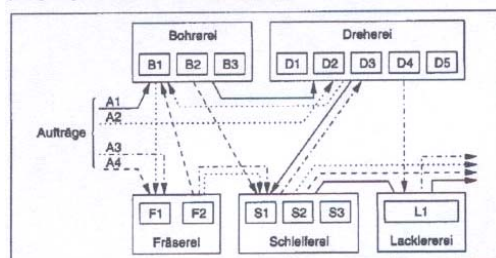 Bohrerei Dreherei
B1 B2 B3 D1 D2 D3 D4 D5
A1
A2
Aufträge
A3
A4
F1 F2 S1 S2 S3 L1
Fräserei Schleiferei Lackiererei